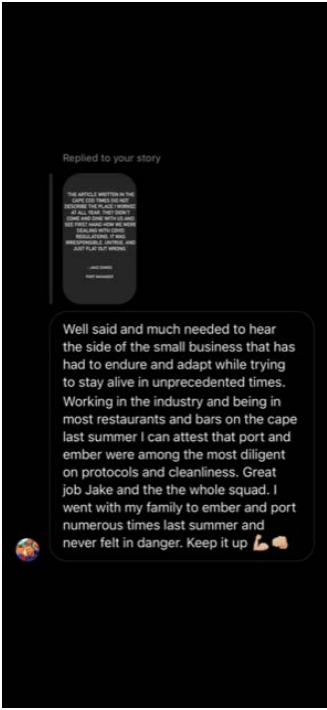 Replied to your story
"THE ARTICLE WRITTEN IN THE
CAPE COD TIMES DID NOT
DESCRIBE THE PLACE I WORKED
AT ALL YEAR. THEY DIDN'T
COME AND DINE WITH US AND
SEE FIRST HAND HOW WE WERE
DEALING WITH COVID
REGULATIONS. IT WAS
IRRESPONSIBLE, UNTRUE, AND
JUST FLAT OUT WRONG
- JAKE
PORT MANAGER
Well said and much needed to hear
the side of the small business that has
had to endure and adapt while trying
to stay alive in unprecedented times.
Working in the industry and being in
most restaurants and bars on the cape
last summer I can attest that port and
ember were among the most diligent
on protocols and cleanliness. Great
job Jake and the the whole squad. I
went with my family to ember and port
numerous times last summer and
never felt in danger. Keep it up 💪🏼👊🏼